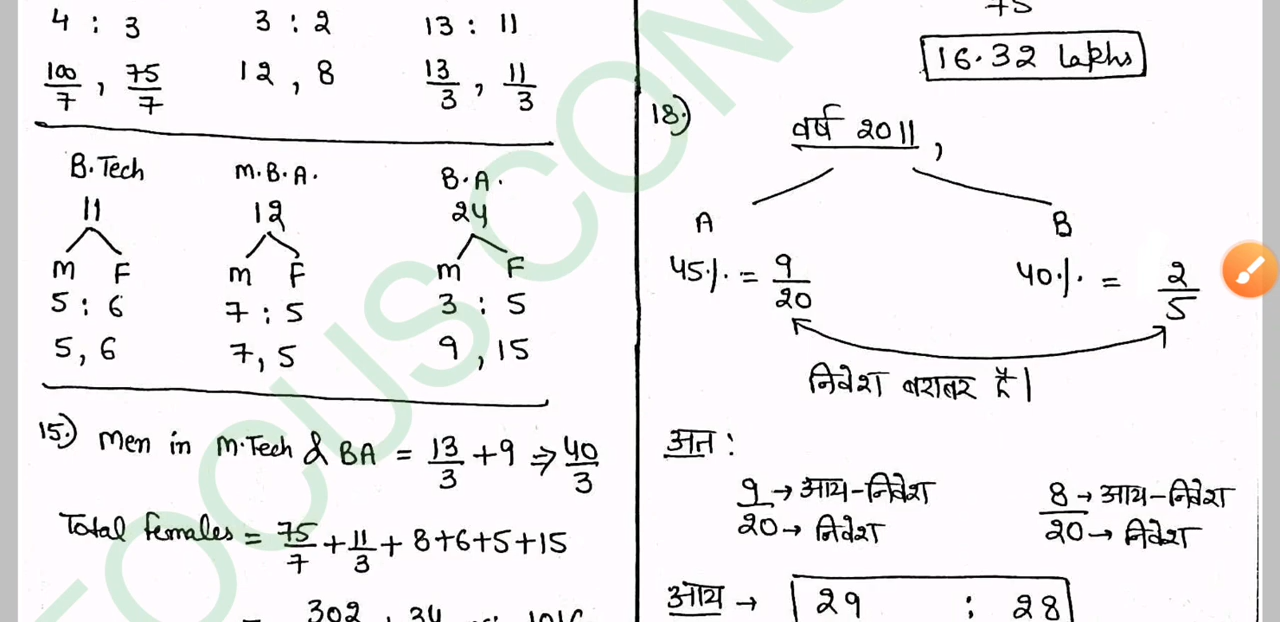 4 : 3 3 : 2 13 : 11
100/7 , 75/7 12 , 8 13/3 , 11/3
B.Tech M.B.A. B.A.
11 12 24
M F M F M F
5 : 6 7 : 5 3 : 5
5, 6 7, 5 9 , 15
15.) Men in M.Tech & BA = 13/3 + 9 ⇒ 40/3
Total females = 75/7 + 11/3 + 8+6+5+15
75
16.32 lakhs
18.) वर्ष 2011,
A B
45% = 9/20 40% = 2/5
निवेश बराबर हैं।
अत :
9 → आय-निवेश 8 → आय-निवेश
20 → निवेश 20 → निवेश
आय → 29 : 28
FOCUS CON